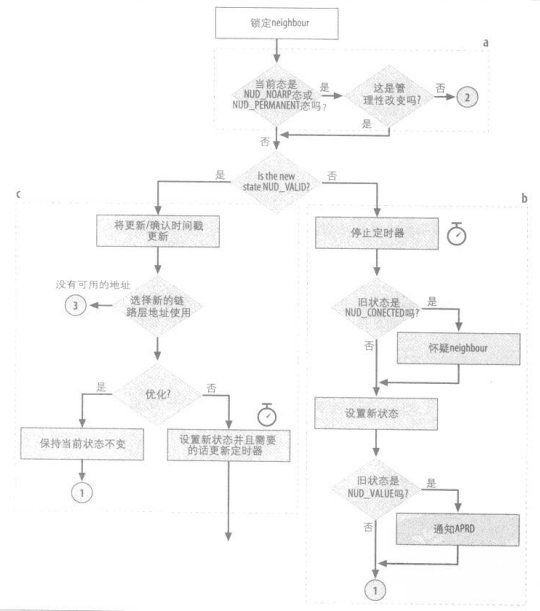 锁定neighbour
a
当前态是
NUD_NOARP态或
NUD_PERMANENT态吗?
是
这是管
理性改变吗?
否
2
是
否
Is the new
state NUD_VALID?
是
否
c
b
将更新/确认时间戳
更新
停止定时器
没有可用的地址
3
选择新的链
路层地址使用
旧状态是
NUD_CONECTED吗?
是
否
怀疑neighbour
优化?
是
否
设置新状态
保持当前状态不变
设置新状态并且需要
的话更新定时器
1
旧状态是
NUD_VALUE吗?
是
否
通知APRD
1